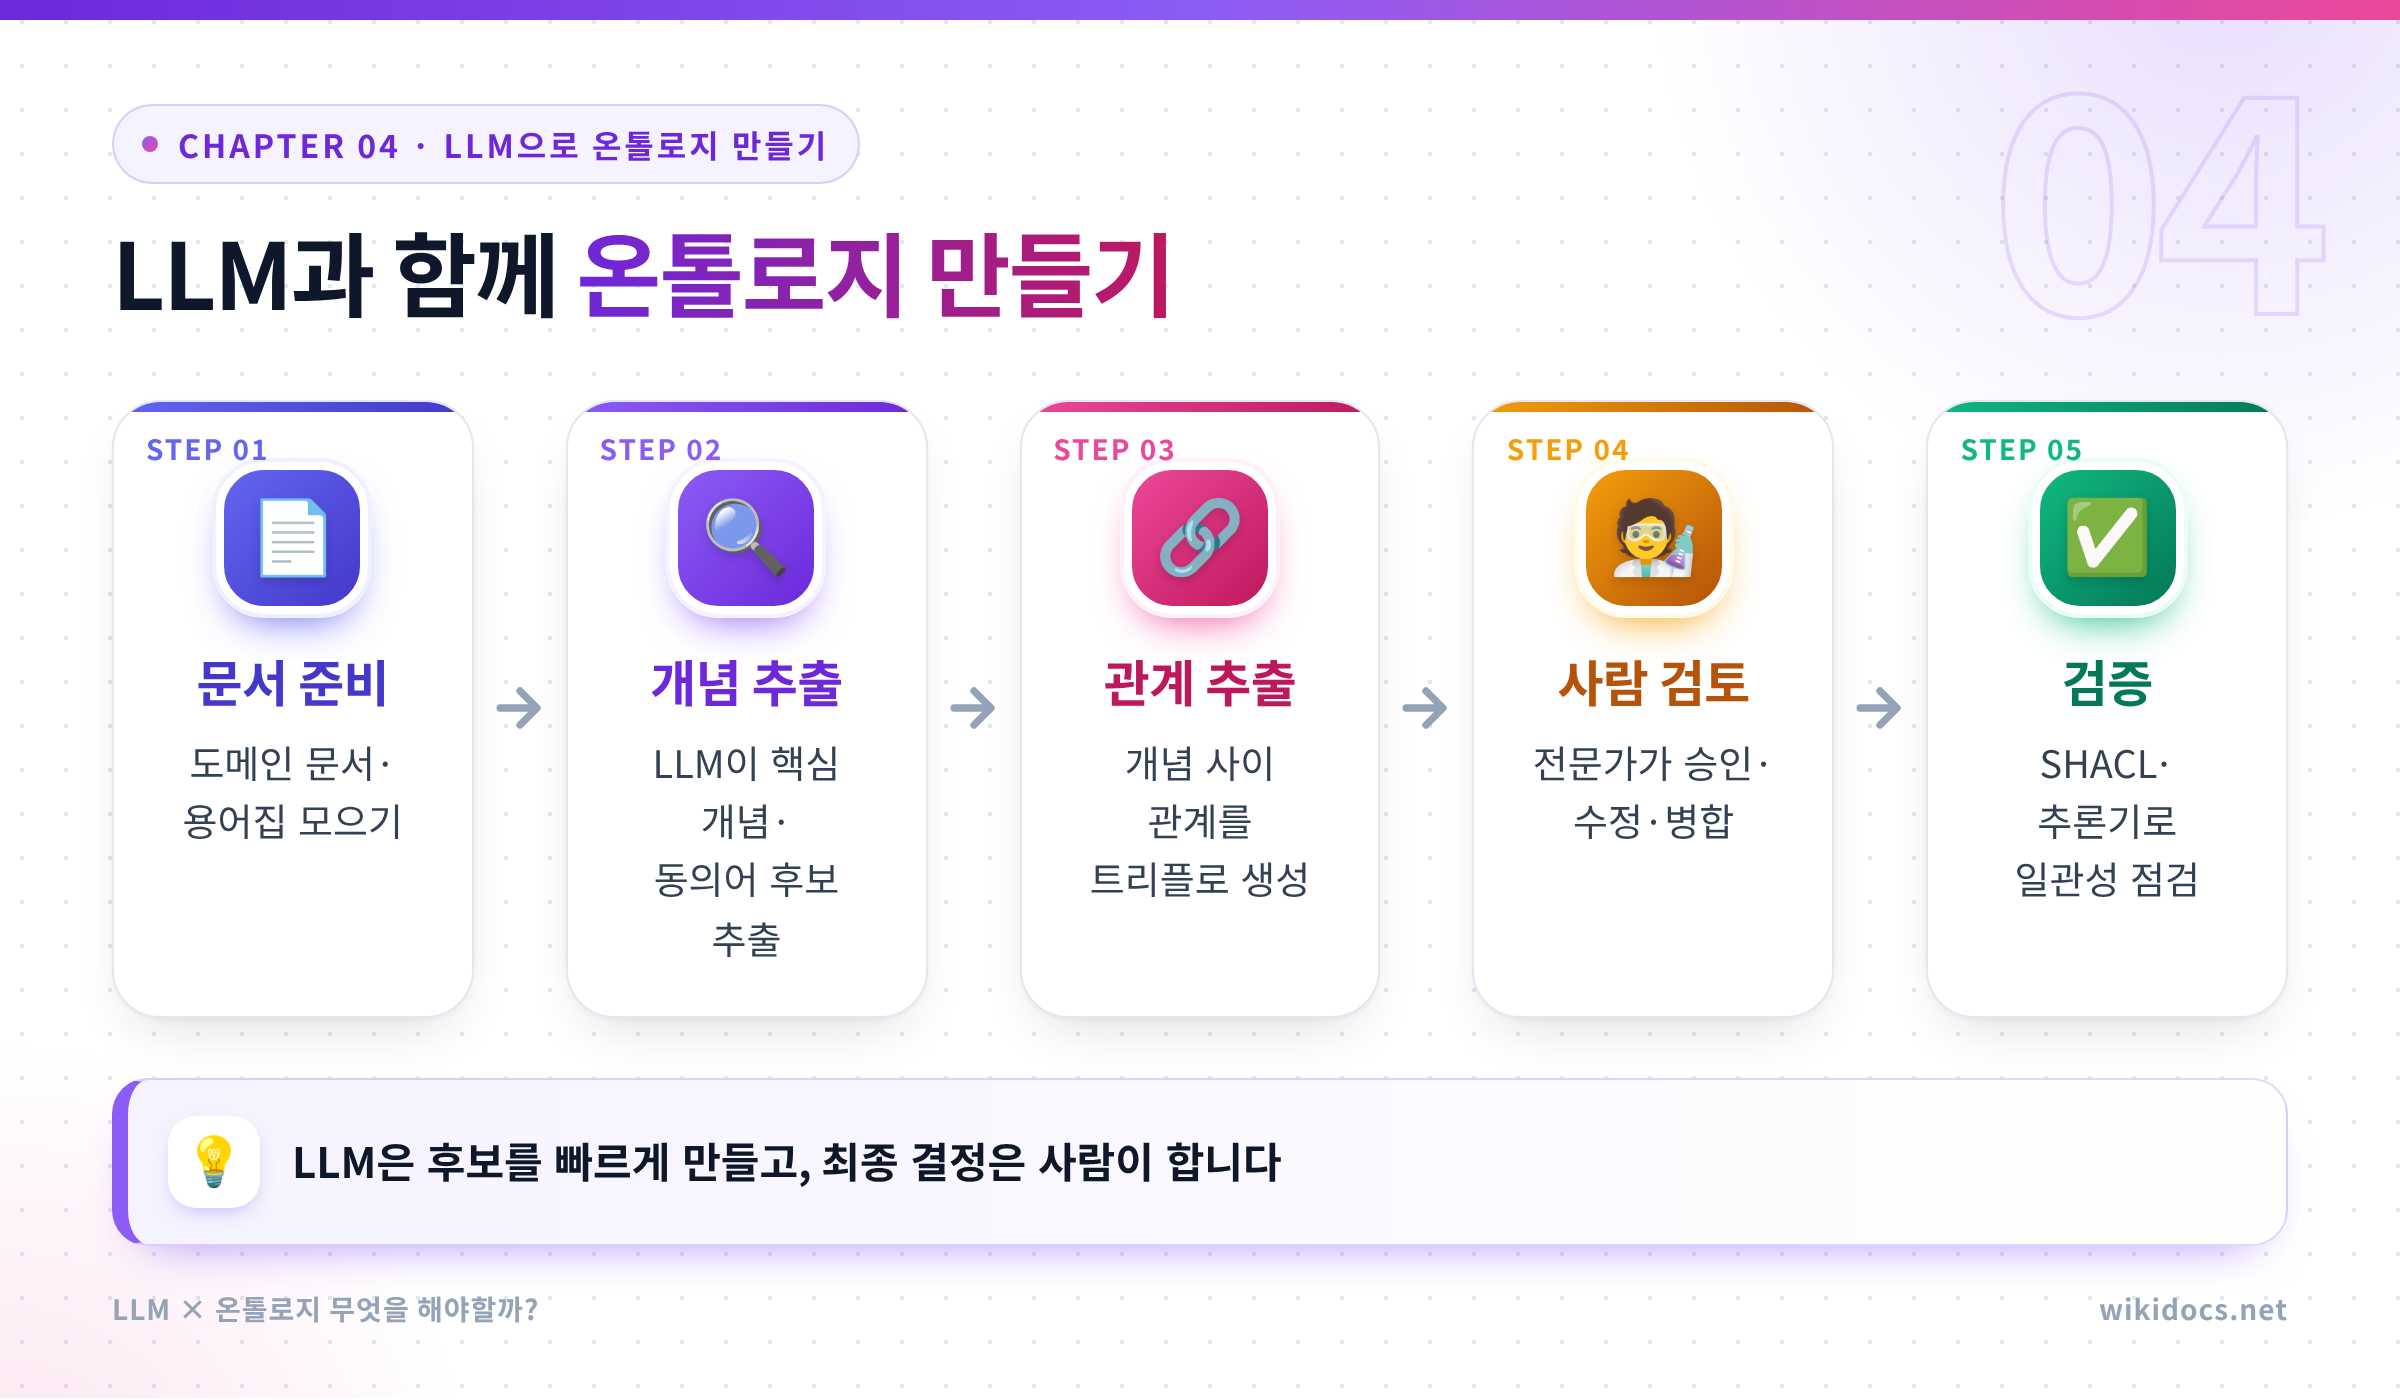 CHAPTER 04 · LLM으로 온톨로지 만들기
04
LLM과 함께 온톨로지 만들기
STEP 01
문서 준비
도메인 문서·
용어집 모으기
STEP 02
개념 추출
LLM이 핵심
개념·
동의어 후보
추출
STEP 03
관계 추출
개념 사이
관계를
트리플로 생성
STEP 04
사람 검토
전문가가 승인·
수정·병합
STEP 05
검증
SHACL·
추론기로
일관성 점검
LLM은 후보를 빠르게 만들고, 최종 결정은 사람이 합니다
LLM × 온톨로지 무엇을 해야할까?
wikidocs.net